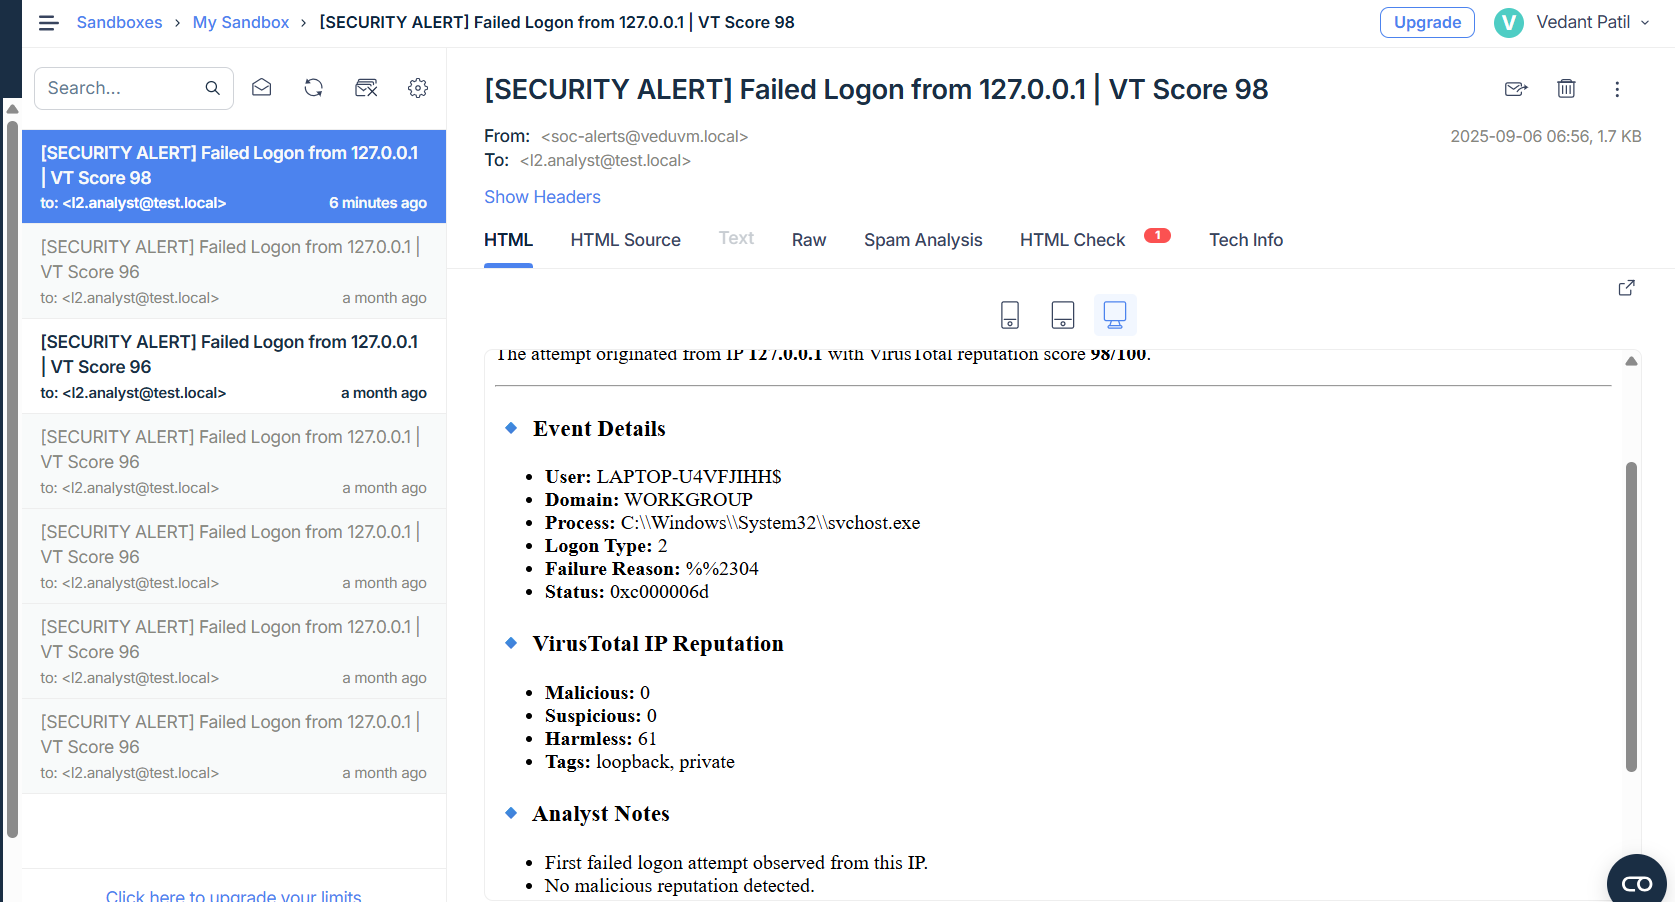 Sandboxes › My Sandbox › [SECURITY ALERT] Failed Logon from 127.0.0.1 | VT Score 98
Upgrade
V
Vedant Patil
Search...
[SECURITY ALERT] Failed Logon from 127.0.0.1
| VT Score 98
to: <l2.analyst@test.local> 6 minutes ago
[SECURITY ALERT] Failed Logon from 127.0.0.1 |
VT Score 96
to: <l2.analyst@test.local> a month ago
[SECURITY ALERT] Failed Logon from 127.0.0.1
| VT Score 96
to: <l2.analyst@test.local> a month ago
[SECURITY ALERT] Failed Logon from 127.0.0.1 |
VT Score 96
to: <l2.analyst@test.local> a month ago
[SECURITY ALERT] Failed Logon from 127.0.0.1 |
VT Score 96
to: <l2.analyst@test.local> a month ago
[SECURITY ALERT] Failed Logon from 127.0.0.1 |
VT Score 96
to: <l2.analyst@test.local> a month ago
[SECURITY ALERT] Failed Logon from 127.0.0.1 |
VT Score 96
to: <l2.analyst@test.local> a month ago
Click here to upgrade your limits
[SECURITY ALERT] Failed Logon from 127.0.0.1 | VT Score 98
From: <soc-alerts@veduvm.local>
2025-09-06 06:56, 1.7 KB
To: <l2.analyst@test.local>
Show Headers
HTML HTML Source Text Raw Spam Analysis HTML Check 1 Tech Info
The attempt originated from IP 127.0.0.1 with VirusTotal reputation score 98/100.
Event Details
• User: LAPTOP-U4VFJIHH$
• Domain: WORKGROUP
• Process: C:\\Windows\\System32\\svchost.exe
• Logon Type: 2
• Failure Reason: %%2304
• Status: 0xc000006d
VirusTotal IP Reputation
• Malicious: 0
• Suspicious: 0
• Harmless: 61
• Tags: loopback, private
Analyst Notes
• First failed logon attempt observed from this IP.
• No malicious reputation detected.